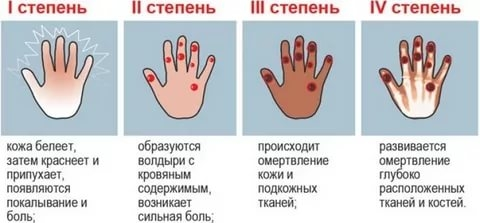 I степень
II степень
III степень
IV степень
кожа белеет,
затем краснеет и
припухает,
появляются
покалывание и
боль;
образуются
волдыри с
кровяным
содержимым,
возникает
сильная боль;
происходит
омертвление
кожи и
подкожных
тканей;
развивается
омертвление
глубоко
расположенных
тканей и костей.